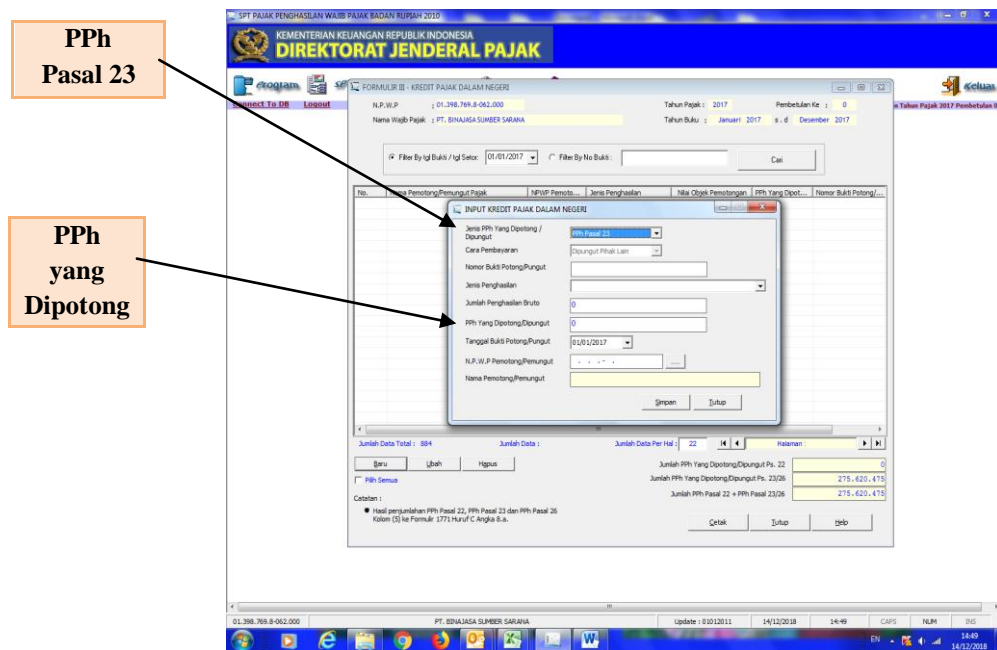 SPT PAJAK PENGHASILAN WAJIB PAJAK BADAN RUPIAH 2010
KEMENTERIAN KEUANGAN REPUBLIK INDONESIA
DIREKTORAT JENDERAL PAJAK
PPh
Pasal 23
Program
Keluar
Connect To DB Logout
n Tahun Pajak 2017 Pembetulan 0
FORMULIR III - KREDIT PAJAK DALAM NEGERI
N.P.W.P : 01.398.769.8-062.000 Tahun Pajak : 2017 Pembetulan Ke : 0
Nama Wajib Pajak : PT. BINAJASA SUMBER SARANA Tahun Buku : Januari 2017 s . d Desember 2017
Filter By tgl Bukti / tgl Setor: 01/01/2017 Filter By No Bukti : Cari
No. Nama Pemotong/Pemungut Pajak NPWP Pemoto... Jenis Penghasilan Nilai Objek Pemotongan PPh Yang Dipot... Nomor Bukti Potong/...
INPUT KREDIT PAJAK DALAM NEGERI
Jenis PPh Yang Dipotong /
Dipungut
PPh Pasal 23
Cara Pembayaran Dipungut Pihak Lain
Nomor Bukti Potong/Pungut
Jenis Penghasilan
Jumlah Penghasilan Bruto 0
PPh Yang Dipotong/Dipungut 0
Tanggal Bukti Potong/Pungut 01/01/2017
N.P.W.P Pemotong/Pemungut . . . - . ....
Nama Pemotong/Pemungut
Simpan Tutup
PPh
yang
Dipotong
Jumlah Data Total : 884 Jumlah Data : Jumlah Data Per Hal : 22 Halaman :
Baru Ubah Hapus
Pilih Semua
Jumlah PPh Yang Dipotong/Dipungut Ps. 22 0
Jumlah PPh Yang Dipotong/Dipungut Ps. 23/26 275.620.475
Jumlah PPh Pasal 22 + PPh Pasal 23/26 275.620.475
Catatan :
Hasil penjumlahan PPh Pasal 22, PPh Pasal 23 dan PPh Pasal 26
Kolom (5) ke Formulir 1771 Huruf C Angka 8.a.
Cetak Tutup Help
01.398.769.8-062.000 PT. BINAJASA SUMBER SARANA Update : 01012011 14/12/2018 14:49 CAPS NUM INS
EN 14:49
14/12/2018